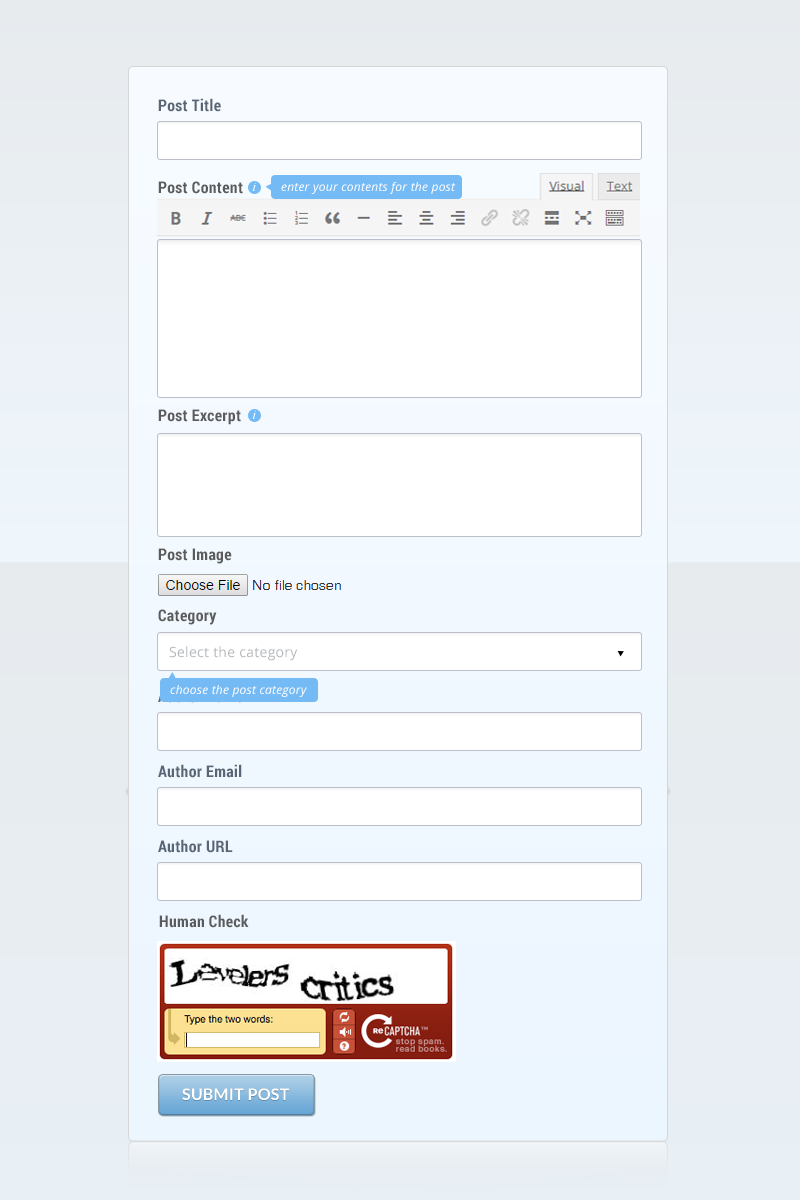 Post Title
Post Content i enter your contents for the post Visual Text
B I ABC
Post Excerpt i
Post Image
Choose File No file chosen
Category
Select the category
choose the post category
Author Email
Author URL
Human Check
Levelers critics
Type the two words:
reCAPTCHA™
stop spam.
read books.
SUBMIT POST